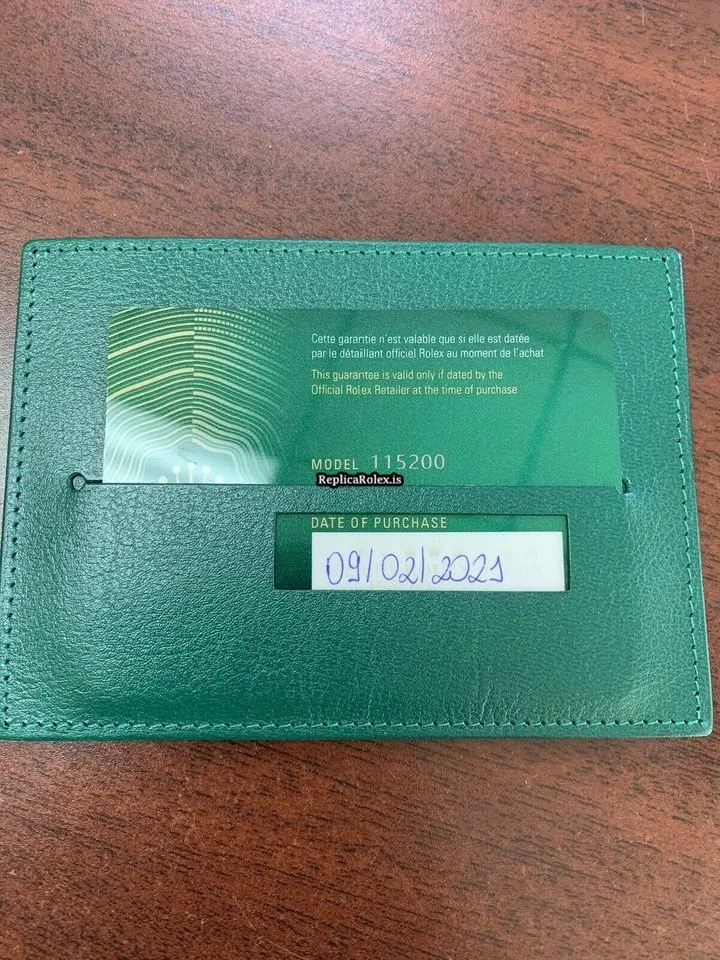 Cette garantie n'est valable que si elle est datée
par le détaillant officiel Rolex au moment de l'achat
This guarantee is valid only if dated by the
Official Rolex Retailer at the time of purchase
MODEL 115200
ReplicaRolex.is
DATE OF PURCHASE
09/02/2021